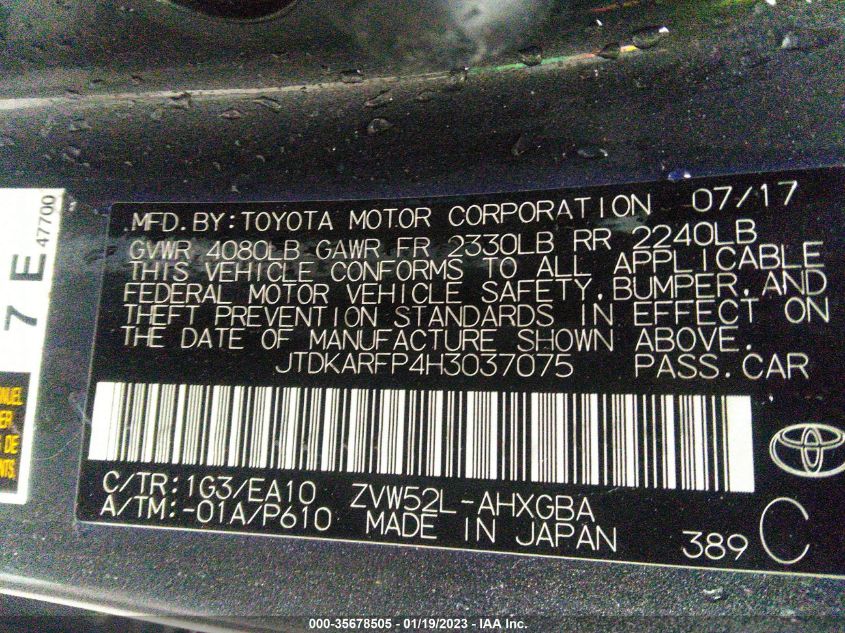 MFD.BY:TOYOTA MOTOR CORPORATION 07/17
GVWR 4080LB GAWR FR 2330LB RR 2240LB
THIS VEHICLE CONFORMS TO ALL APPLICABLE
FEDERAL MOTOR VEHICLE SAFETY,BUMPER,AND
THEFT PREVENTION STANDARDS IN EFFECT ON
THE DATE OF MANUFACTURE SHOWN ABOVE.
JTDKARFP4H3037075 PASS.CAR
C/TR:1G3/EA10 ZVW52L-AHXGBA
A/TM:-01A/P610 MADE IN JAPAN 389 C
7 E 47700
DE
000-35678505 - 01/19/2023 - IAA Inc.